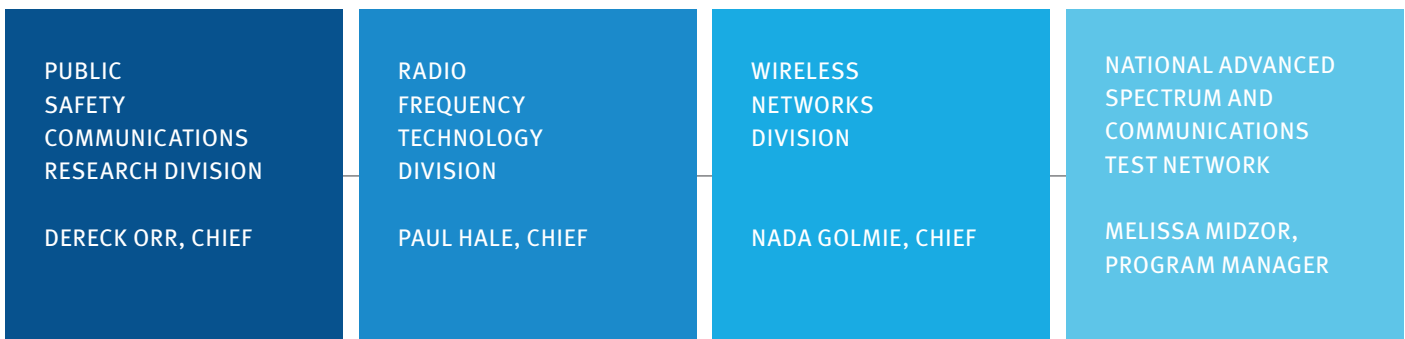 PUBLIC
SAFETY
COMMUNICATIONS
RESEARCH DIVISION
DERECK ORR, CHIEF
RADIO
FREQUENCY
TECHNOLOGY
DIVISION
PAUL HALE, CHIEF
WIRELESS
NETWORKS
DIVISION
NADA GOLMIE, CHIEF
NATIONAL ADVANCED
SPECTRUM AND
COMMUNICATIONS
TEST NETWORK
MELISSA MIDZOR,
PROGRAM MANAGER